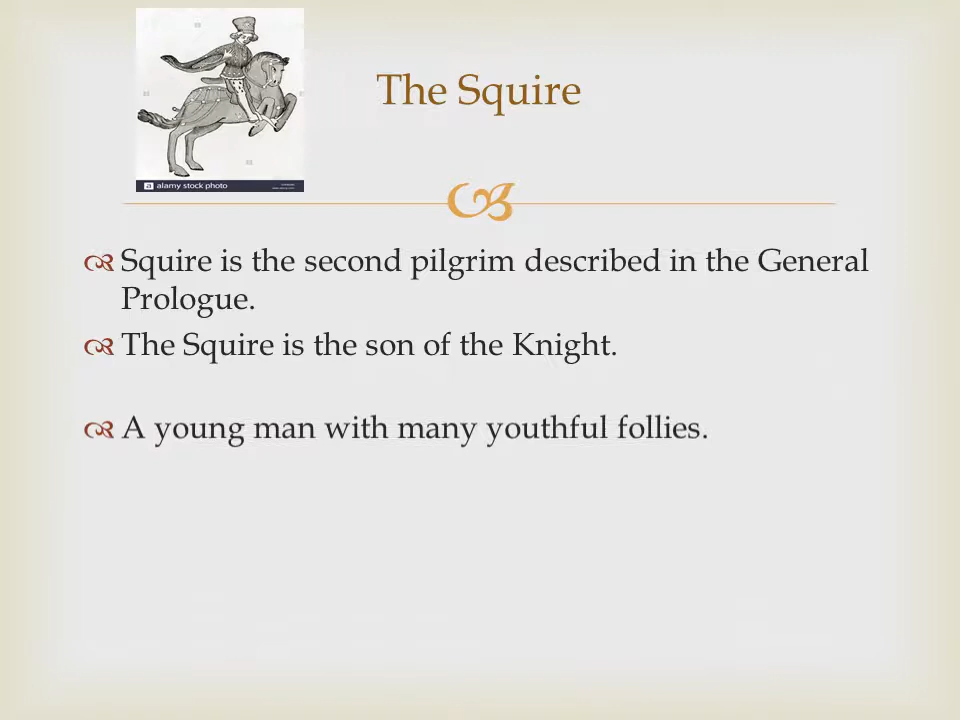 The Squire
a alamy stock photo
Squire is the second pilgrim described in the General
Prologue.
The Squire is the son of the Knight.
A young man with many youthful follies.